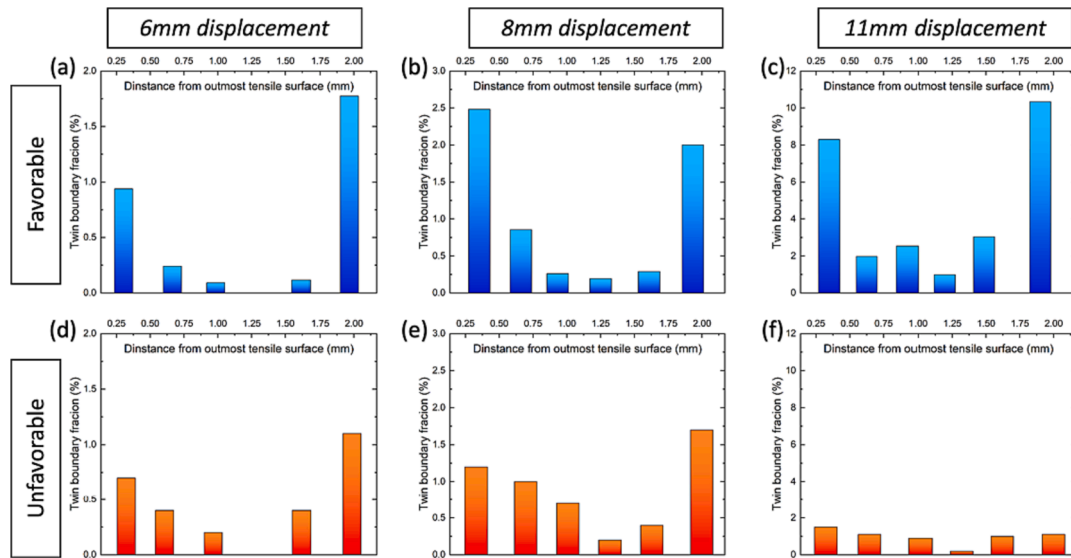 6mm displacement
8mm displacement
11mm displacement
Favorable
(a)
0.25 0.50 0.75 1.00 1.25 1.50 1.75 2.00
Dinstance from outmost tensile surface (mm)
Twin boundary fracion (%)
2.0
1.5
1.0
0.5
0.0
(b)
0.25 0.50 0.75 1.00 1.25 1.50 1.75 2.00
Dinstance from outmost tensile surface (mm)
Twin boundary fracion (%)
3.0
2.5
2.0
1.5
1.0
0.5
0.0
(c)
0.25 0.50 0.75 1.00 1.25 1.50 1.75 2.00
Dinstance from outmost tensile surface (mm)
Twin boundary fracion (%)
12
10
8
6
4
2
0
Unfavorable
(d)
0.25 0.50 0.75 1.00 1.25 1.50 1.75 2.00
Dinstance from outmost tensile surface (mm)
Twin boundary fracion (%)
2.0
1.5
1.0
0.5
0.0
(e)
0.25 0.50 0.75 1.00 1.25 1.50 1.75 2.00
Dinstance from outmost tensile surface (mm)
Twin boundary fracion (%)
3.0
2.5
2.0
1.5
1.0
0.5
0.0
(f)
0.25 0.50 0.75 1.00 1.25 1.50 1.75 2.00
Dinstance from outmost tensile surface (mm)
Twin boundary fracion (%)
12
10
8
6
4
2
0